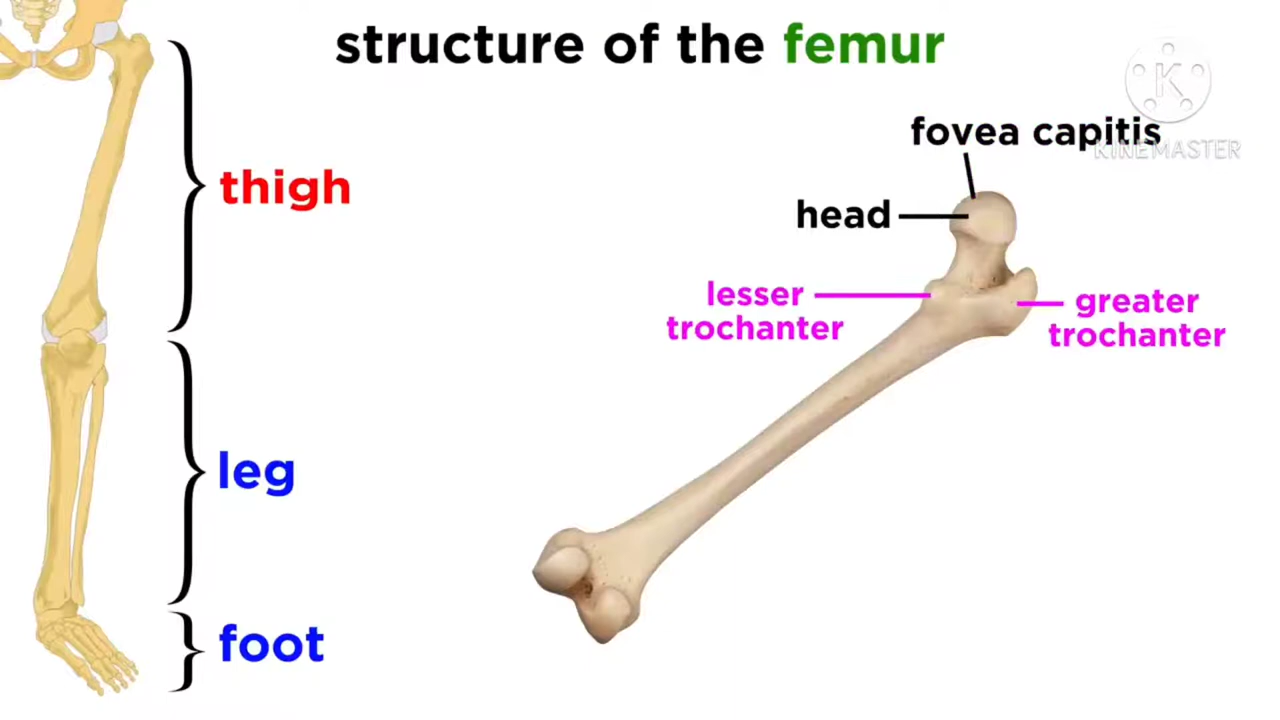 structure of the femur
K
KINEMASTER
fovea capitis
head
thigh
lesser
trochanter
greater
trochanter
leg
foot